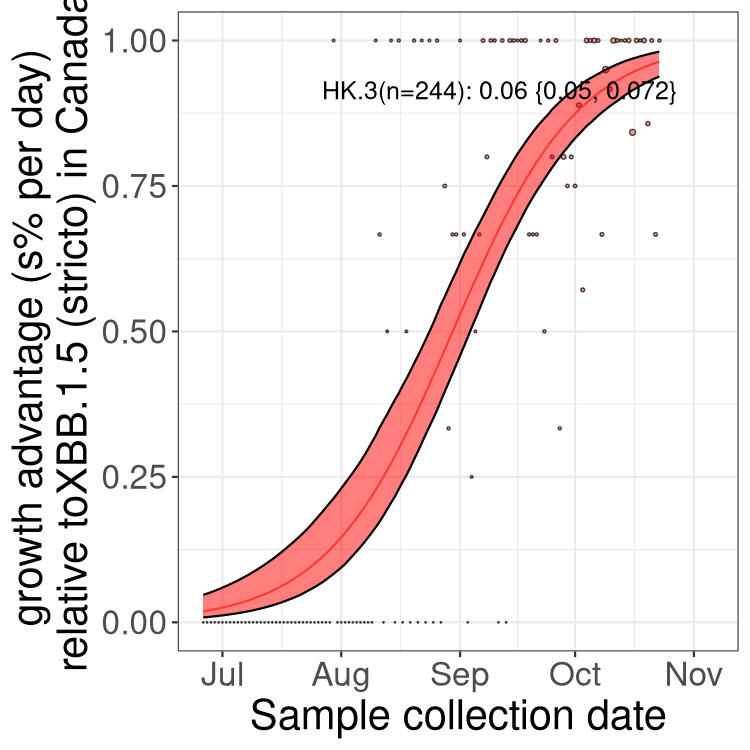 growth advantage (s% per day)
relative toXBB.1.5 (stricto) in Canada
1.00
0.75
0.50
0.25
0.00
HK.3(n=244): 0.06 {0.05, 0.072}
Jul Aug Sep Oct Nov
Sample collection date